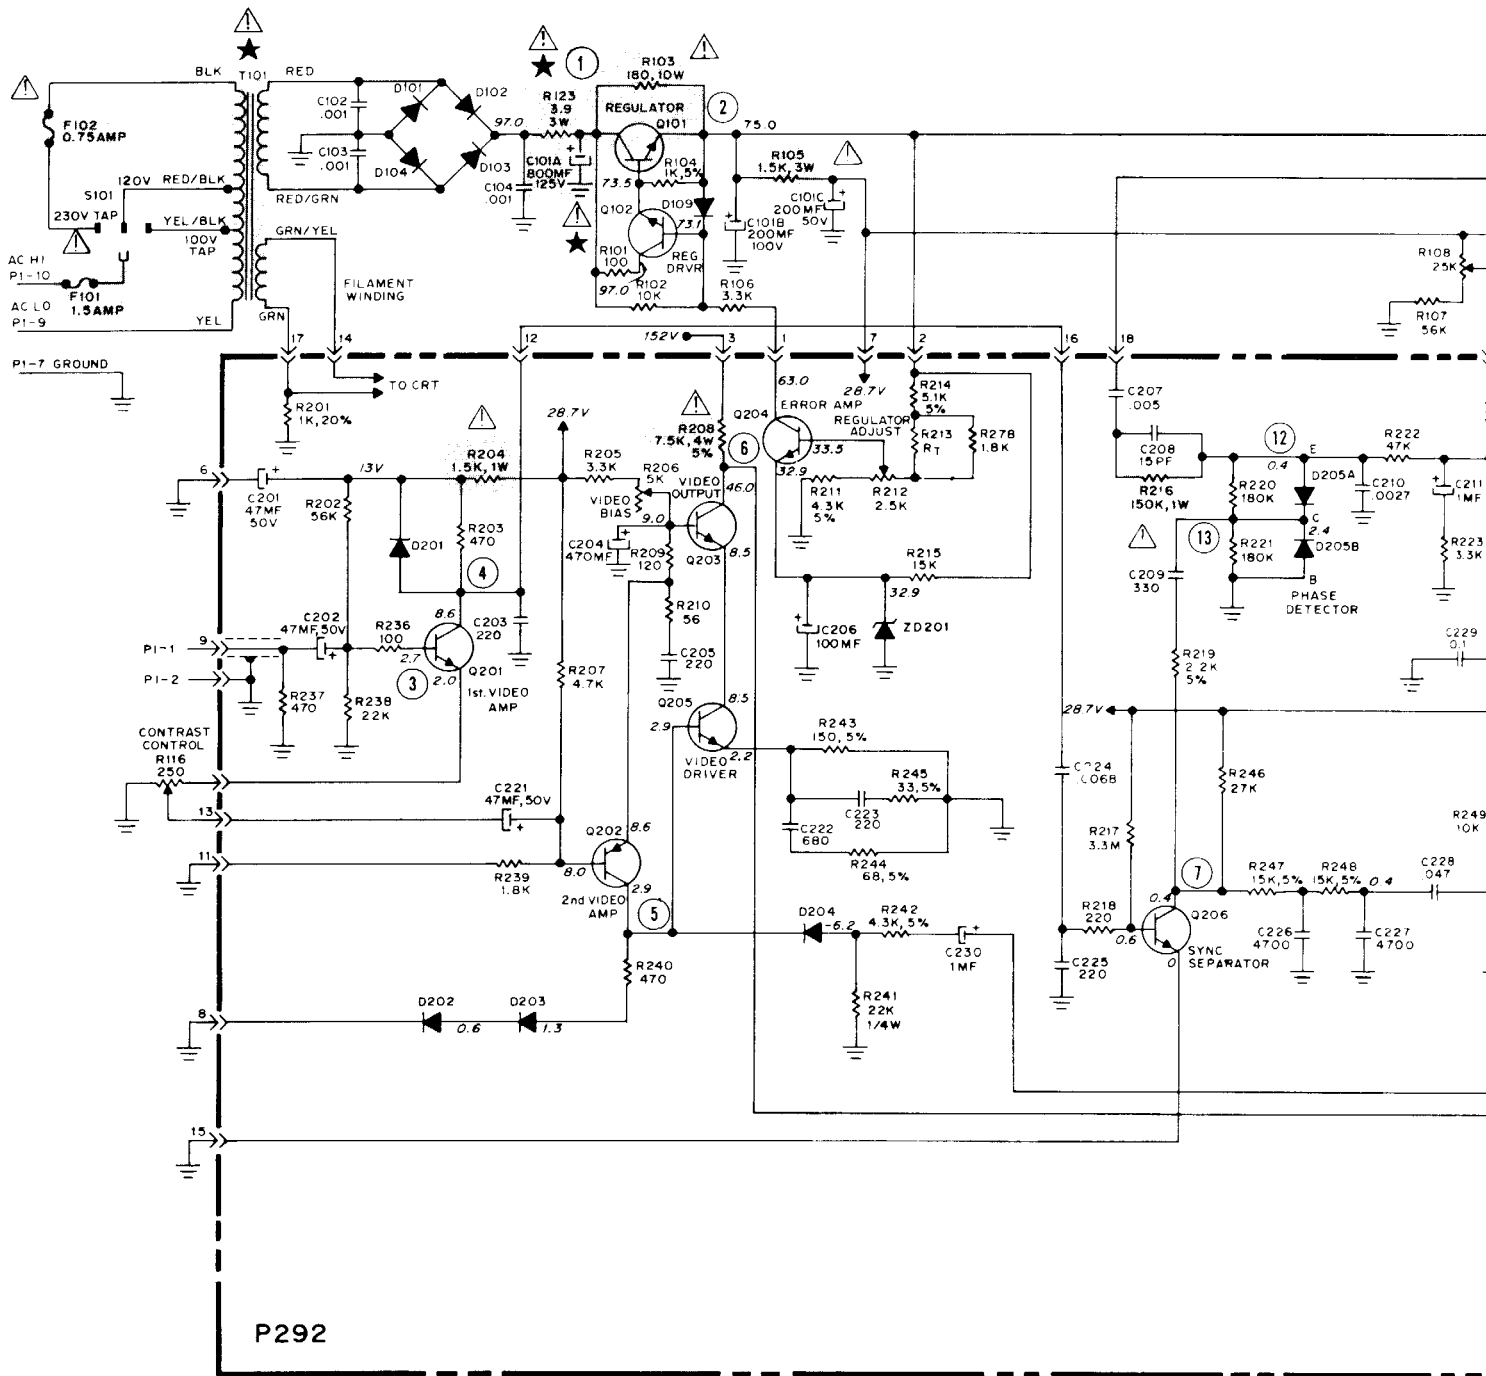 BLK
T101
RED
F102
0.75AMP
S101
120V
RED/BLK
230V TAP
YEL/BLK
100V
TAP
AC HI
P1-10
F101
1.5AMP
AC LO
P1-9
YEL
P1-7 GROUND
RED/GRN
GRN/YEL
FILAMENT
WINDING
GRN
C102
.001
C103
.001
D101
D102
D104
D103
97.0
C104
.001
R123
3.9
3W
C101A
800MF
125V
1
R103
180, 10W
REGULATOR
Q101
2
75.0
R104
1K, 5%
73.5
Q102
D109
73.1
REG
DRVR
R101
100
97.0
R102
10K
R106
3.3K
R105
1.5K, 3W
C101B
200MF
100V
C101C
200MF
50V
R108
25K
R107
56K
17
14
12
152V
3
1
7
2
16
18
TO CRT
R201
1K, 20%
28.7V
R208
7.5K, 4W
5%
6
63.0
Q204
ERROR AMP
28.7V
REGULATOR
ADJUST
R214
5.1K
5%
R213
RT
R278
1.8K
33.5
32.9
R211
4.3K
5%
R212
2.5K
C207
.005
C208
15PF
R216
150K, 1W
12
0.4
E
R222
47K
R220
180K
D205A
C210
.0027
C211
1MF
C
2.4
13
R221
180K
D205B
B
PHASE
DETECTOR
R223
3.3K
C209
330
6
C201
47MF
50V
13V
R202
56K
R204
1.5K, 1W
R203
470
D201
4
R205
3.3K
R206
5K
VIDEO
BIAS
VIDEO
OUTPUT
46.0
9.0
C204
470MF
R209
120
Q203
8.5
R210
56
C205
220
R215
15K
32.9
C206
100MF
ZD201
8.6
C203
220
P1-1
9
C202
47MF, 50V
R236
100
2.7
3
2.0
Q201
1st. VIDEO
AMP
P1-2
R237
470
R238
22K
R207
4.7K
Q205
2.9
8.5
2.2
VIDEO
DRIVER
R243
150, 5%
R245
33, 5%
C223
220
C222
680
R244
68, 5%
C229
0.1
R219
2.2K
5%
28.7V
C224
.0068
R246
27K
R217
3.3M
R249
10K
CONTRAST
CONTROL
R116
250
13
C221
47MF, 50V
11
R239
1.8K
Q202
8.6
8.0
2.9
2nd VIDEO
AMP
5
D204
-6.2
R242
4.3K, 5%
C230
1MF
R240
470
R241
22K
1/4W
7
0.4
R247
15K, 5%
R248
15K, 5%
0.4
C228
.047
R218
220
0.6
Q206
SYNC
SEPARATOR
0
C225
220
C226
4700
C227
4700
8
D202
0.6
D203
1.3
15
P292